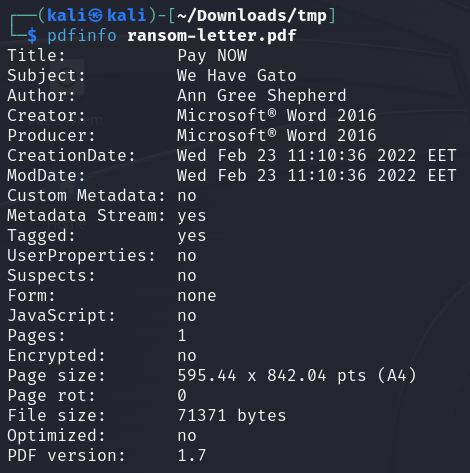 ┌──(kali㉿kali)-[~/Downloads/tmp]
└─$ pdfinfo ransom-letter.pdf
Title:           Pay NOW
Subject:         We Have Gato
Author:          Ann Gree Shepherd
Creator:         Microsoft® Word 2016
Producer:        Microsoft® Word 2016
CreationDate:    Wed Feb 23 11:10:36 2022 EET
ModDate:         Wed Feb 23 11:10:36 2022 EET
Custom Metadata: no
Metadata Stream: yes
Tagged:          yes
UserProperties:  no
Suspects:        no
Form:            none
JavaScript:      no
Pages:           1
Encrypted:       no
Page size:       595.44 x 842.04 pts (A4)
Page rot:        0
File size:       71371 bytes
Optimized:       no
PDF version:     1.7